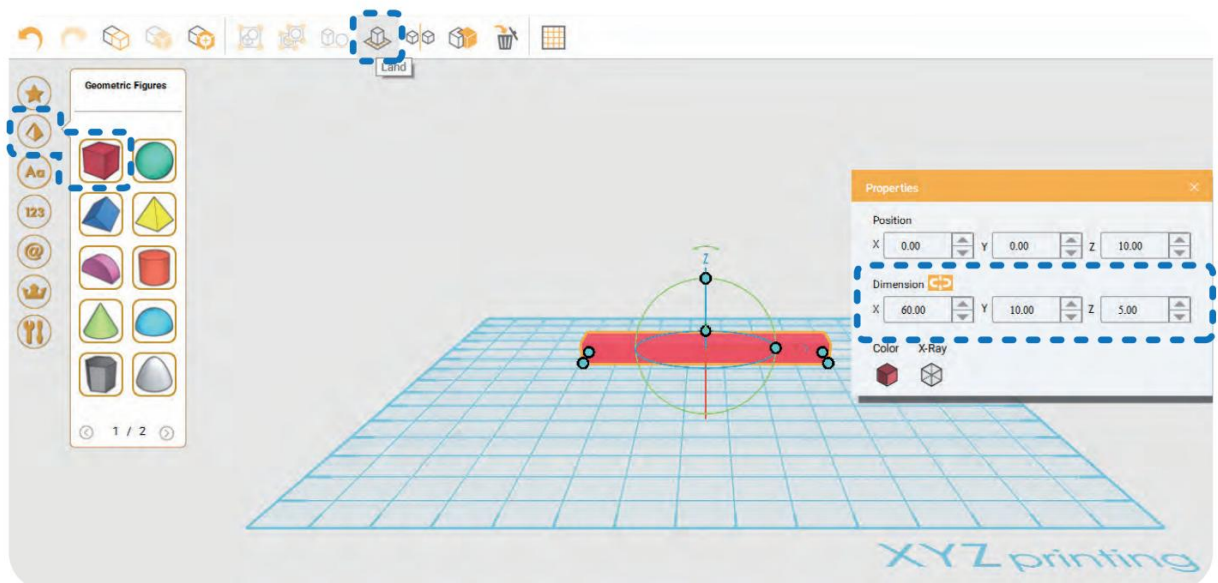 Land
Geometric Figures
Aa
123
@
1 / 2
Properties
Position
X 0.00 Y 0.00 Z 10.00
Dimension
X 60.00 Y 10.00 Z 5.00
Color X-Ray
Z
XYZ printing